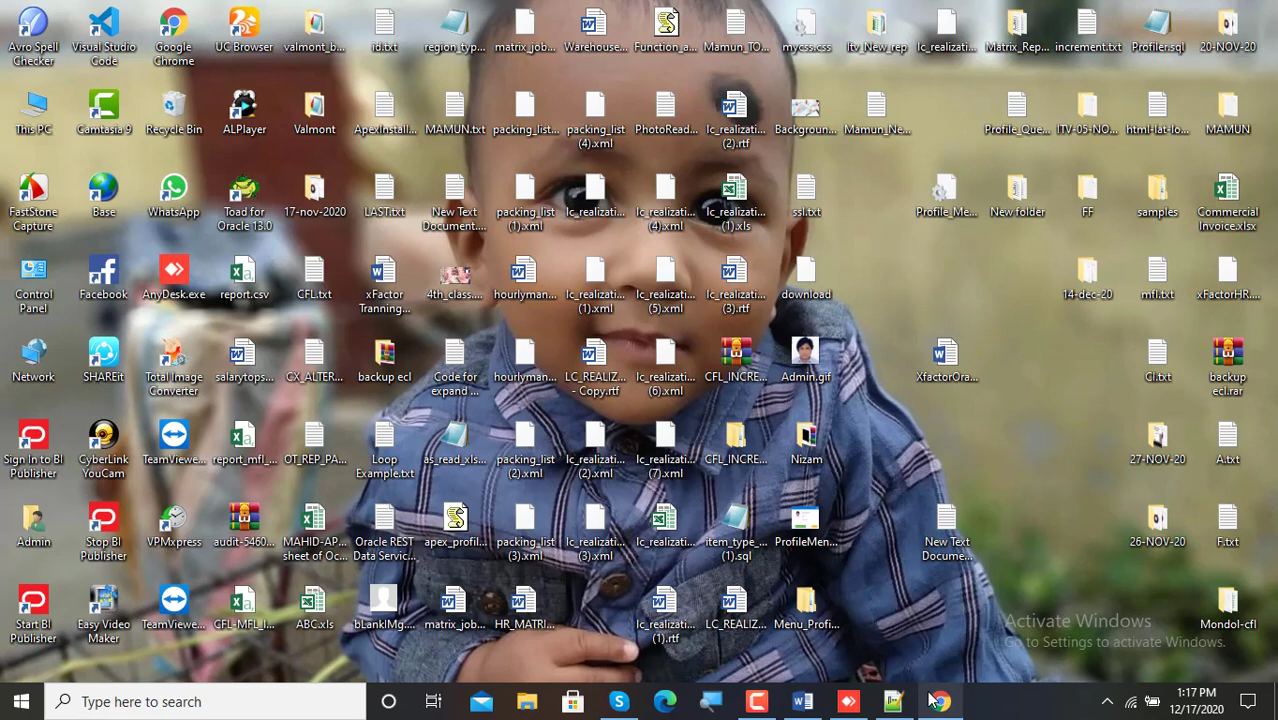 Avro Spell
Checker
Visual Studio
Code
Google
Chrome
UC Browser
valmont_b...
ib.txt
region_typ...
matrix_job...
Warehouse...
Function_a...
Mamun_TO...
mycss.css
Itv_New_rep
lc_realizati...
Matrix_Rep...
increment.txt
Profiler.sql
20-NOV-20
This PC
Camtasia 9
Recycle Bin
ALPlayer
Valmont
ApexInstall...
MAMUN.txt
packing_list...
packing_list
(4).xml
PhotoRead...
lc_realizati...
(2).rtf
Backgroun...
Mamun_Ne...
Profile_Que...
ITV-05-NO...
html-lat-lo...
MAMUN
FastStone
Capture
Base
WhatsApp
Toad for
Oracle 13.0
17-nov-2020
LAST.txt
New Text
Document....
packing_list
(1).xml
lc_realizati...
lc_realizati...
(4).xml
lc_realizati...
(1).xls
ssl.txt
Profile_Me...
New folder
FF
samples
Commercial
Invoice.xlsx
Control
Panel
Facebook
AnyDesk.exe
report.csv
CFL.txt
xFactor
Tranning...
4th_class....
hourlyman...
lc_realizati...
(1).xml
lc_realizati...
(5).xml
lc_realizati...
(3).rtf
download
14-dec-20
mfl.txt
xFactorHR....
Network
SHAREit
Total Image
Converter
salarytops...
CX_ALTER...
backup ecl
Code for
expand ...
hourlyman...
LC_REALIZ...
- Copy.rtf
lc_realizati...
(6).xml
CFL_INCRE...
Admin.gif
XfactorOra...
CI.txt
backup
ecl.rar
Sign In to BI
Publisher
CyberLink
YouCam
TeamViewe...
report_mfl_...
OT_REP_PA...
Loop
Example.txt
as_read_xls...
packing_list
(2).xml
lc_realizati...
(2).xml
lc_realizati...
(7).xml
CFL_INCRE...
Nizam
27-NOV-20
A.txt
Admin
Stop BI
Publisher
VPMxpress
audit-5460...
MAHID-AP...
sheet of Oc...
Oracle REST
Data Servic...
apex_profil...
packing_list
(3).xml
lc_realizati...
(3).xml
lc_realizati...
item_type_...
(1).sql
ProfileMen...
New Text
Docume...
26-NOV-20
F.txt
Start BI
Publisher
Easy Video
Maker
TeamViewe...
CFL-MFL_I...
ABC.xls
bLankIMg....
matrix_job...
HR_MATRI...
lc_realizati...
(1).rtf
LC_REALIZ...
Menu_Profi...
Mondol-cfl
Activate Windows
Go to Settings to activate Windows.
Type here to search
1:17 PM
12/17/2020